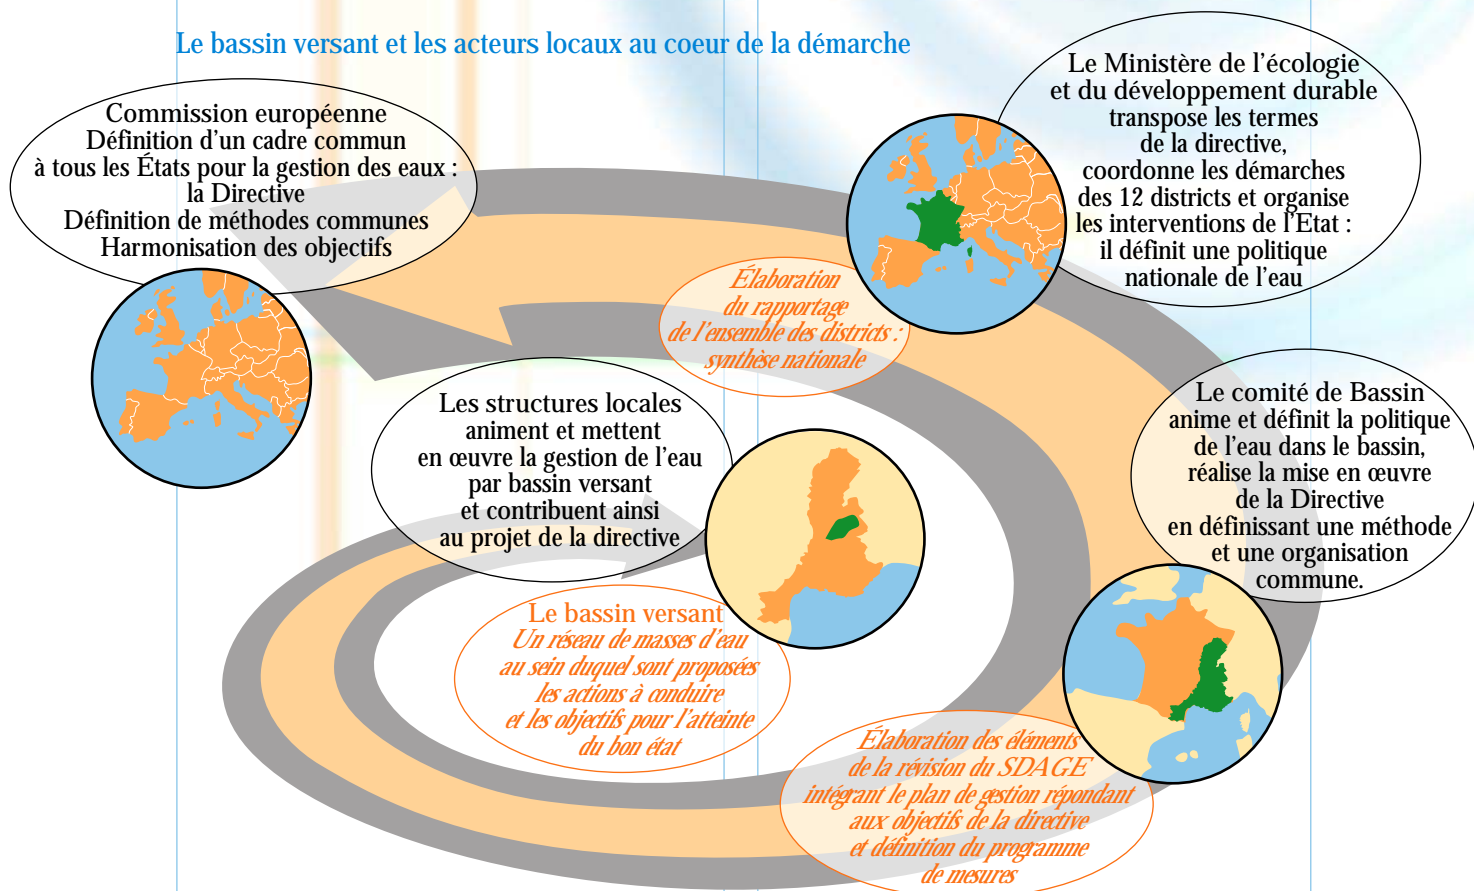 Le bassin versant et les acteurs locaux au coeur de la démarche
Commission européenne
Définition d'un cadre commun
à tous les États pour la gestion des eaux :
la Directive
Définition de méthodes communes
Harmonisation des objectifs
Le Ministère de l'écologie
et du développement durable
transpose les termes
de la directive,
coordonne les démarches
des 12 districts et organise
les interventions de l'Etat :
il définit une politique
nationale de l'eau
Élaboration
du rapportage
de l'ensemble des districts :
synthèse nationale
Les structures locales
animent et mettent
en œuvre la gestion de l'eau
par bassin versant
et contribuent ainsi
au projet de la directive
Le comité de Bassin
anime et définit la politique
de l'eau dans le bassin,
réalise la mise en œuvre
de la Directive
en définissant une méthode
et une organisation
commune.
Le bassin versant
Un réseau de masses d'eau
au sein duquel sont proposées
les actions à conduire
et les objectifs pour l'atteinte
du bon état
Élaboration des éléments
de la révision du SDAGE
intégrant le plan de gestion répondant
aux objectifs de la directive
et définition du programme
de mesures